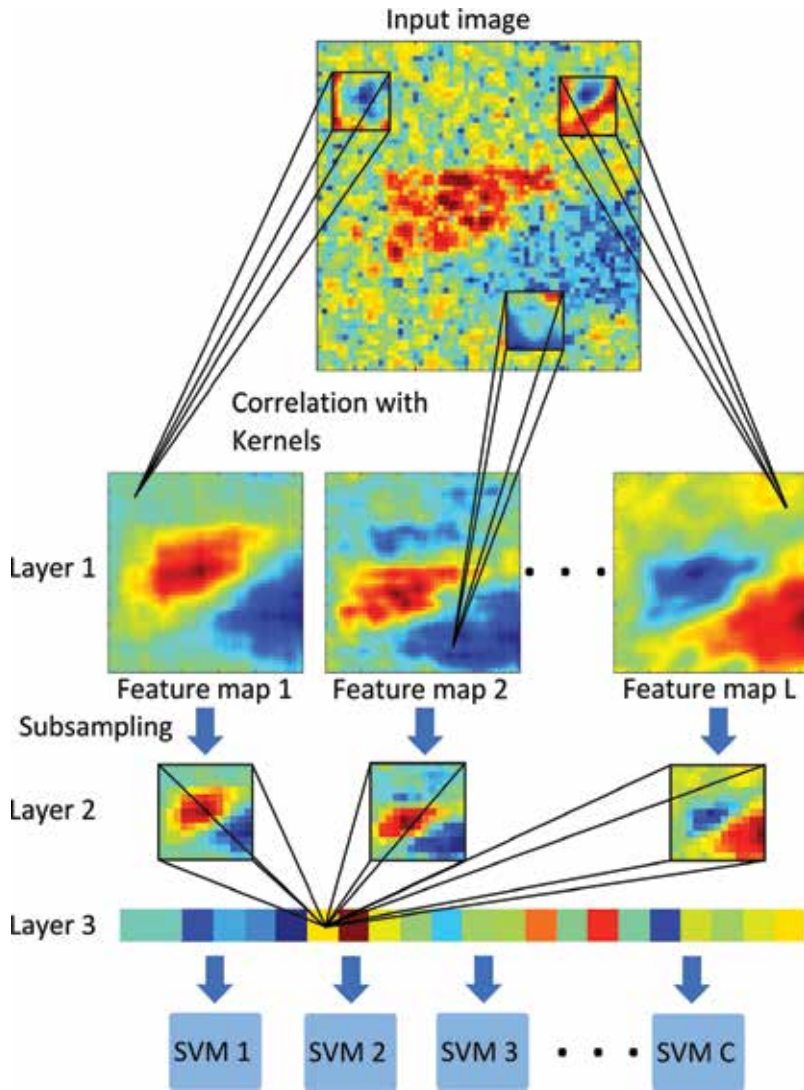 Input image
Correlation with
Kernels
Layer 1
Feature map 1
Feature map 2
Feature map L
Subsampling
Layer 2
Layer 3
SVM 1
SVM 2
SVM 3
SVM C